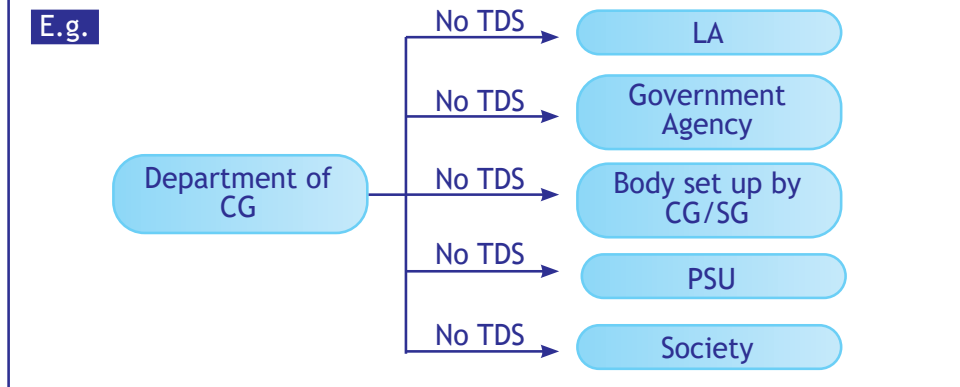 E.g.
No TDS
LA
No TDS
Government
Agency
Department of
CG
No TDS
Body set up by
CG/SG
No TDS
PSU
No TDS
Society